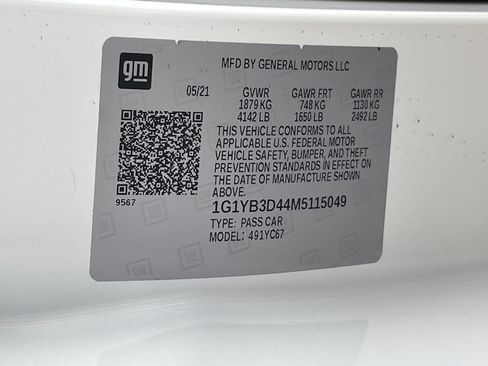 gm
MFD BY GENERAL MOTORS LLC
05/21 GVWR GAWR FRT GAWR RR
1879 KG 748 KG 1130 KG
4142 LB 1650 LB 2492 LB
THIS VEHICLE CONFORMS TO ALL
APPLICABLE U.S. FEDERAL MOTOR
VEHICLE SAFETY, BUMPER, AND THEFT
PREVENTION STANDARDS IN EFFECT
ON THE DATE OF MANUFACTURE
SHOWN ABOVE.
9567
1G1YB3D44M5115049
TYPE: PASS CAR
MODEL: 491YC67